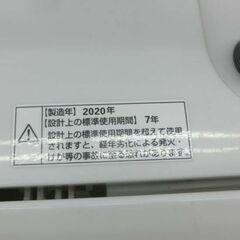 【製造年】2020年
【設計上の標準使用期間】7年
設計上の標準使用期間を超えて使用
されますと、経年劣化による発火・
けが等の事故に至る恐れがあります。